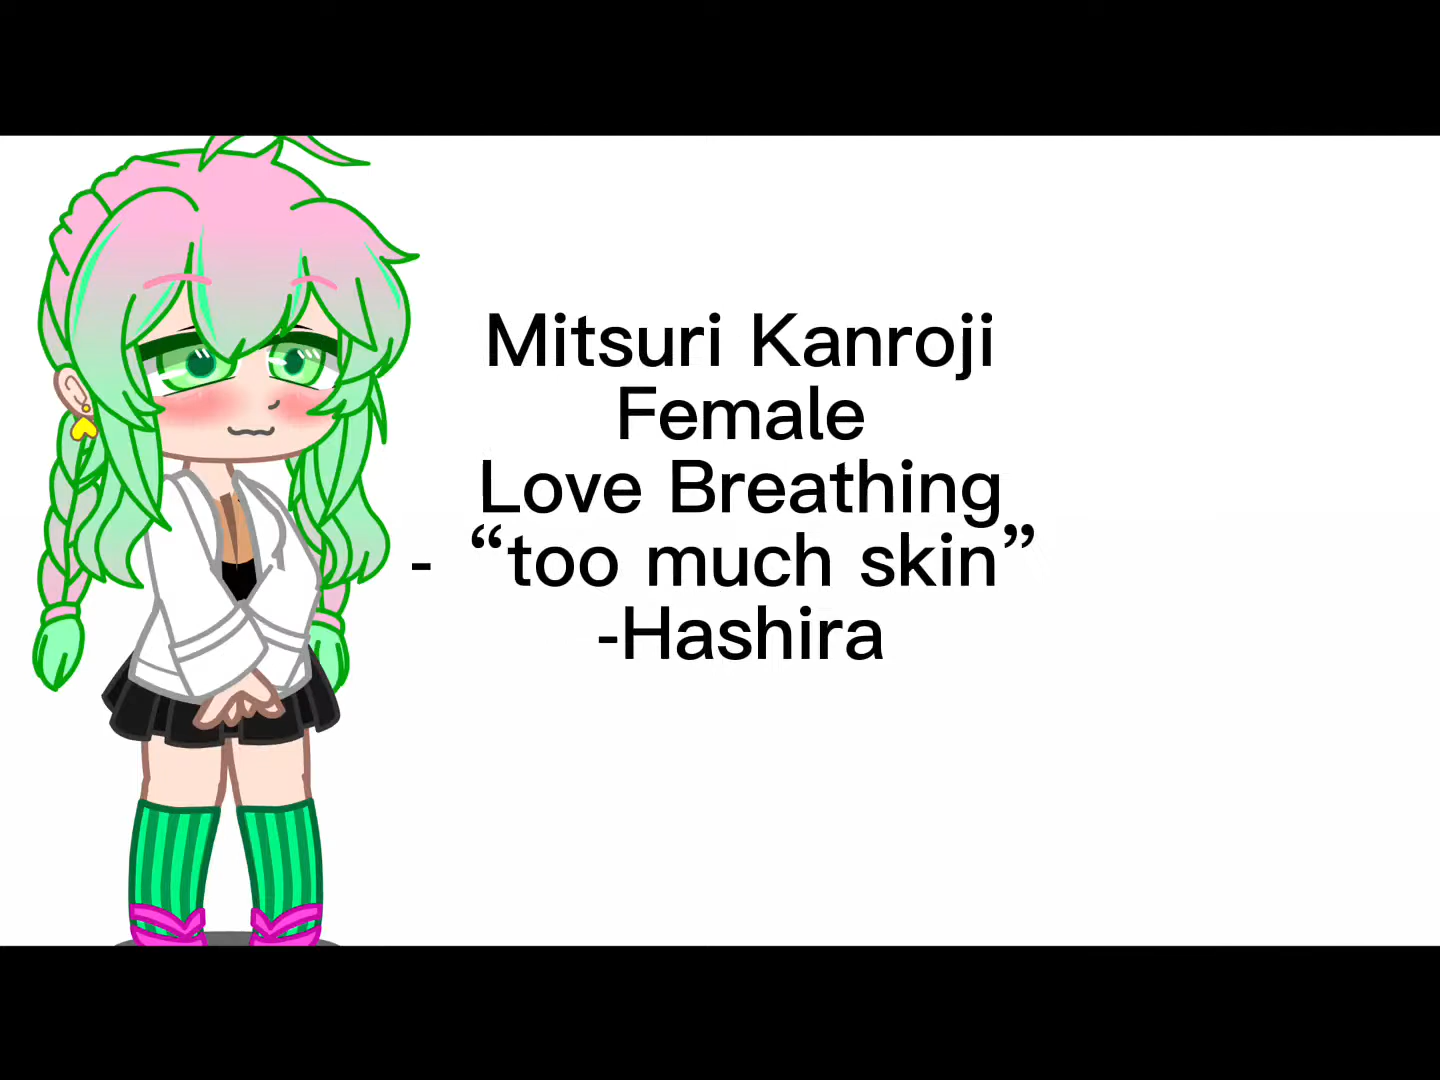 Mitsuri Kanroji
Female
Love Breathing
- “too much skin”
-Hashira